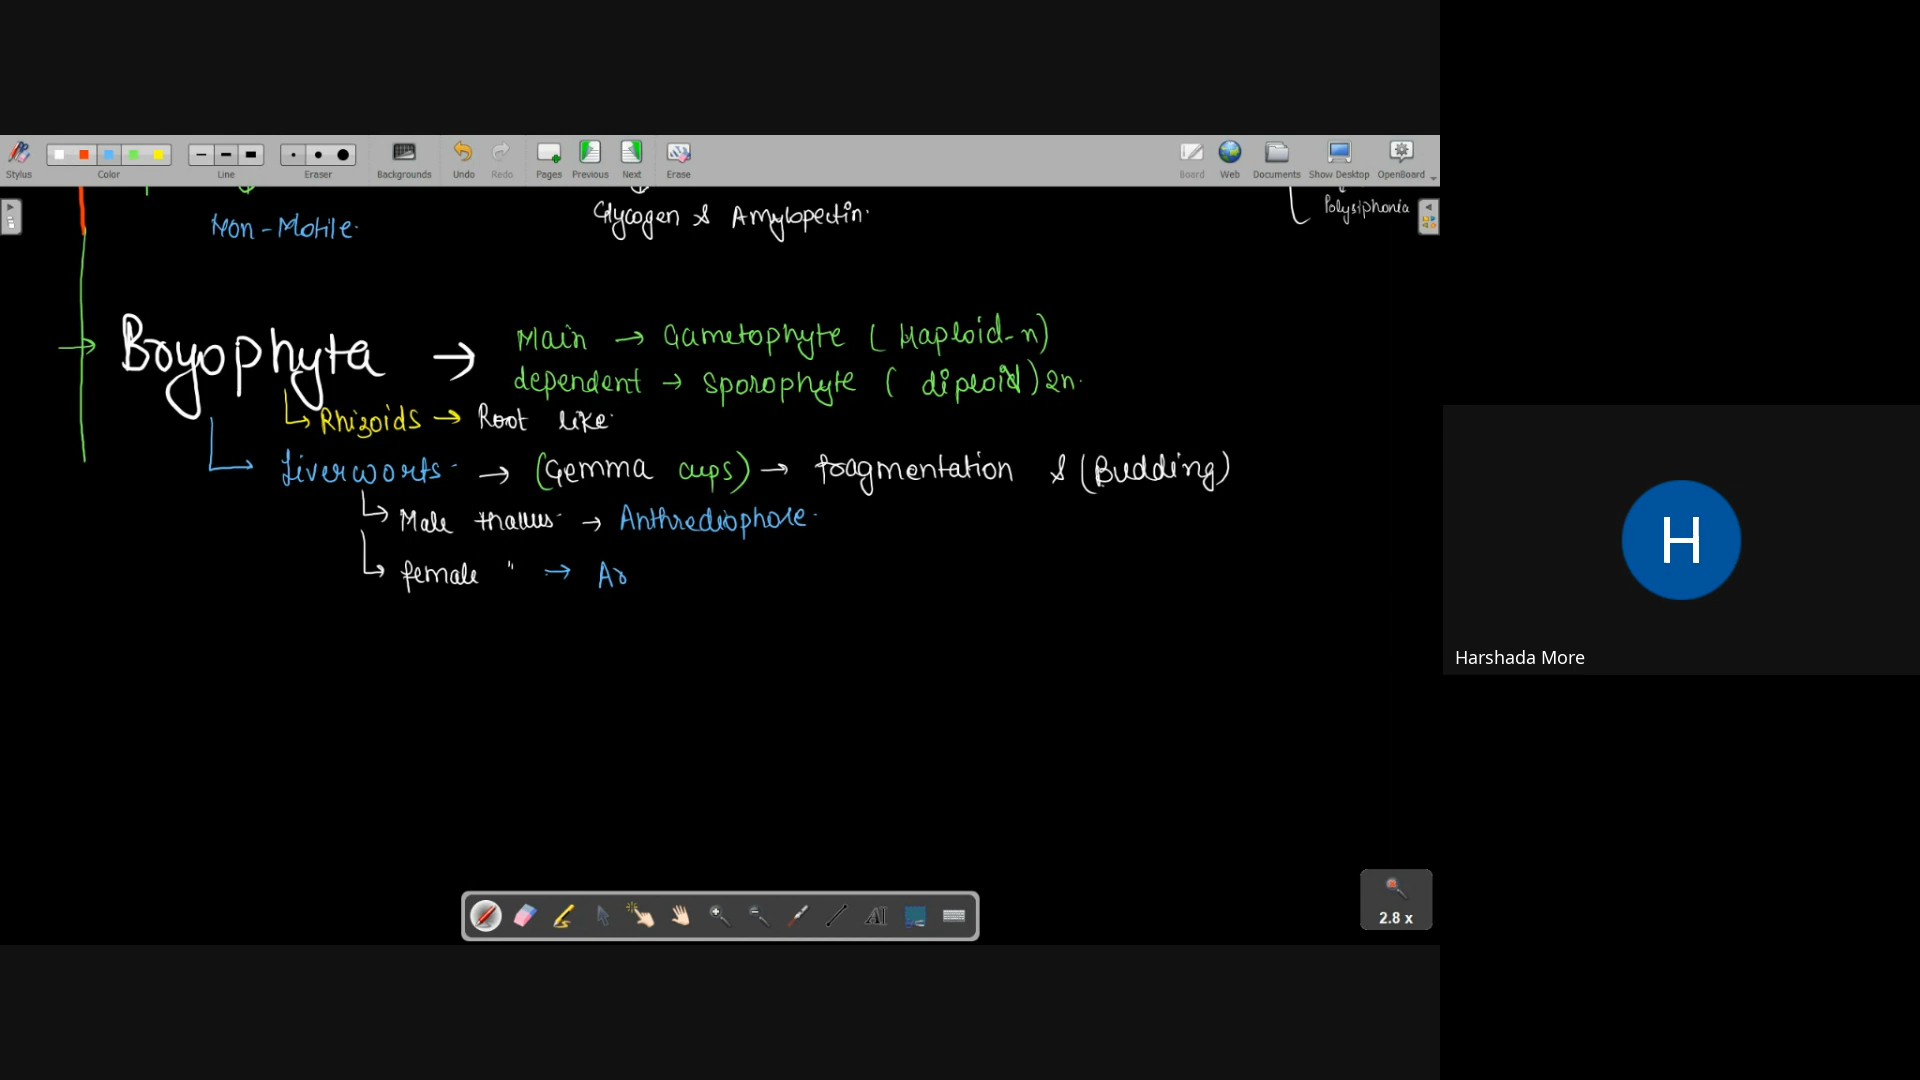 Stylus Color Line Eraser Backgrounds Undo Redo Pages Previous Next Erase Board Web Documents Show Desktop OpenBoard
Non-Motile.
Glycogen & Amylopectin.
Polysiphonia
Boyophyta → Main → Gametophyte ( Haploid-n)
dependent → Sporophyte ( diploid) 2n.
Rhizoids → Root like.
Liverworts. → (Gemma cups) → fragmentation & (Budding)
Male thallus. → Anthrediophore.
female " → Ar
H
Harshada More
2.8 x